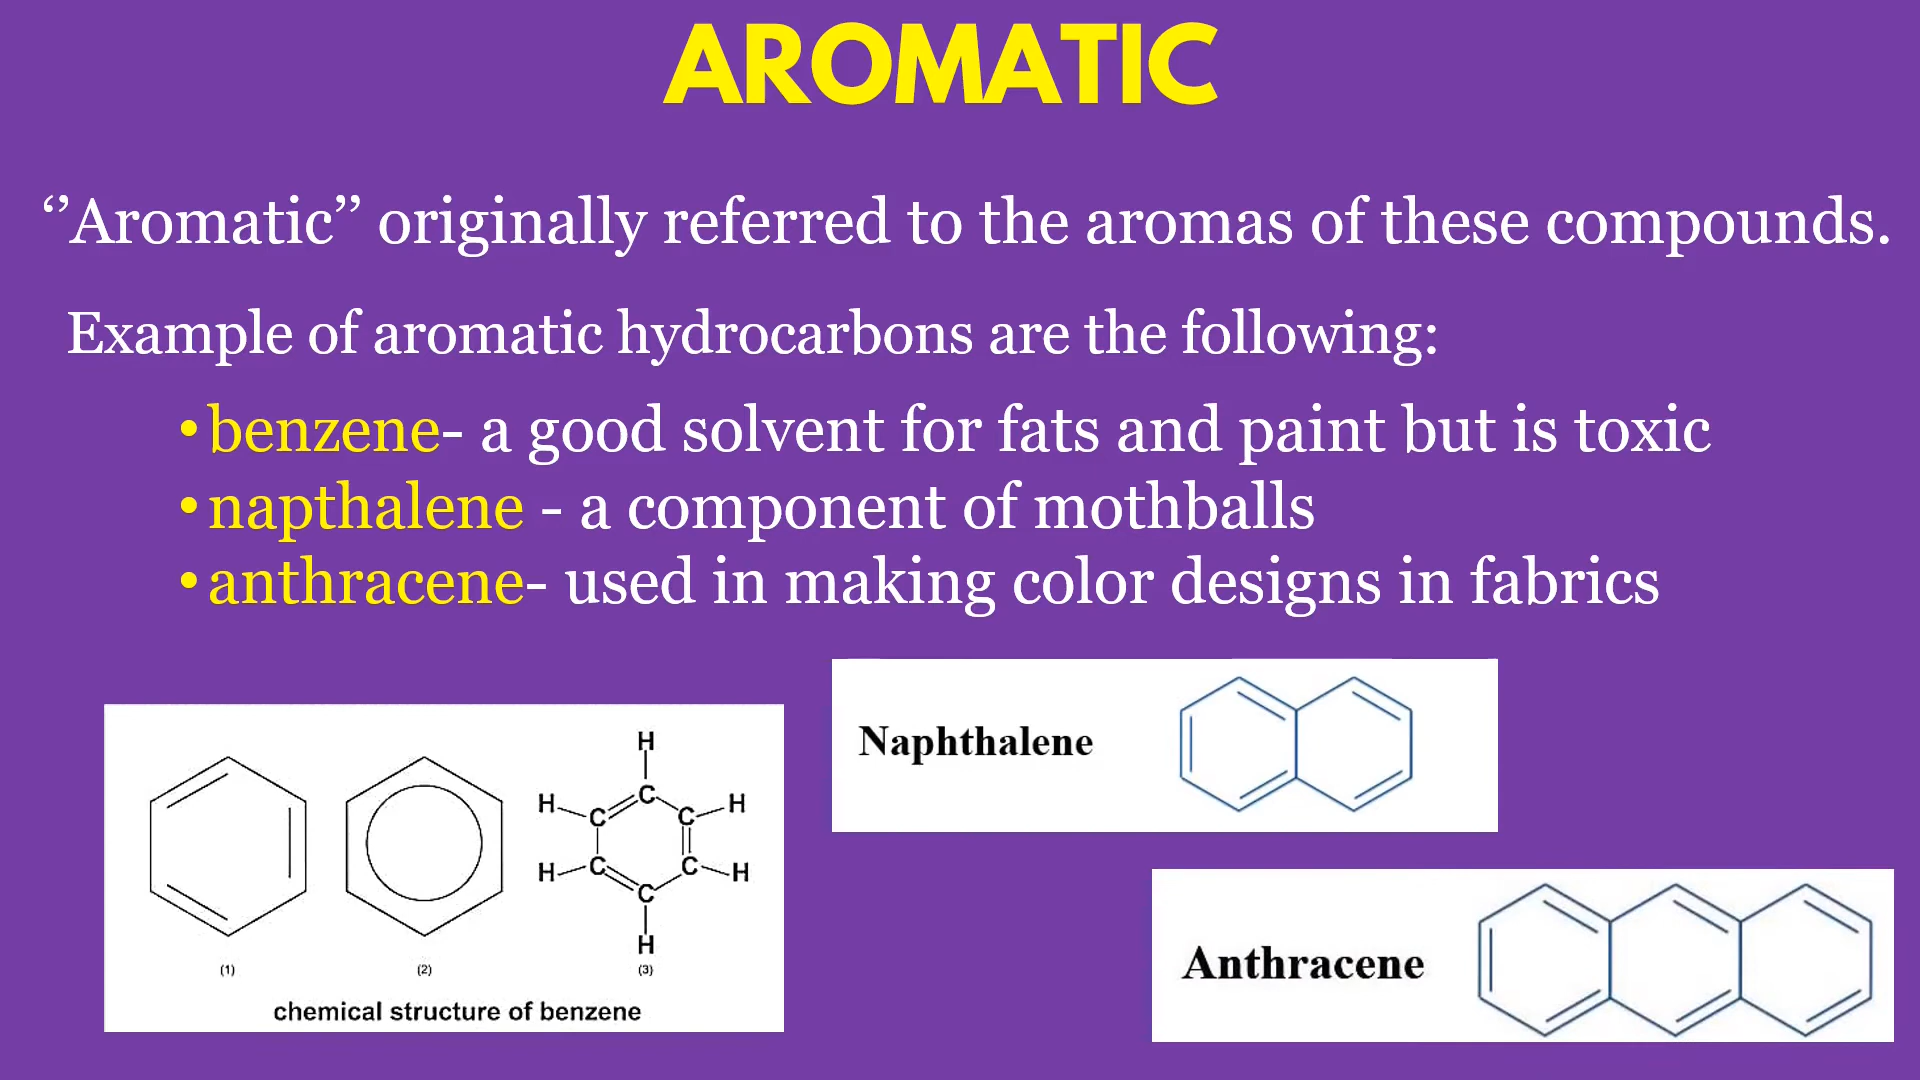 AROMATIC
‘’Aromatic’’ originally referred to the aromas of these compounds.
Example of aromatic hydrocarbons are the following:
•benzene- a good solvent for fats and paint but is toxic
•napthalene - a component of mothballs
•anthracene- used in making color designs in fabrics
H
H C C C H
H C C C H
H
(1) (2) (3)
chemical structure of benzene
Naphthalene
Anthracene